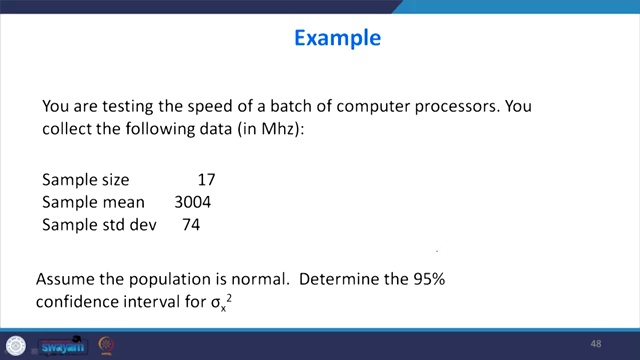 Example
You are testing the speed of a batch of computer processors. You
collect the following data (in Mhz):
Sample size 17
Sample mean 3004
Sample std dev 74
Assume the population is normal. Determine the 95%
confidence interval for σₓ²
swayam
48